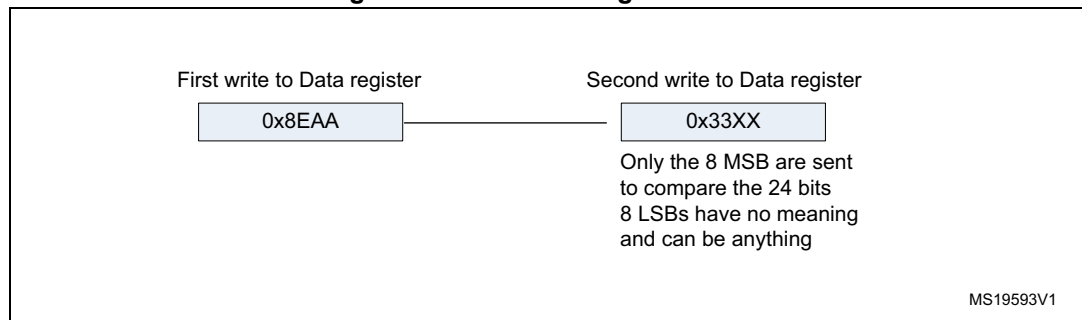 First write to Data register
Second write to Data register
0x8EAA
0x33XX
Only the 8 MSB are sent
to compare the 24 bits
8 LSBs have no meaning
and can be anything
MS19593V1